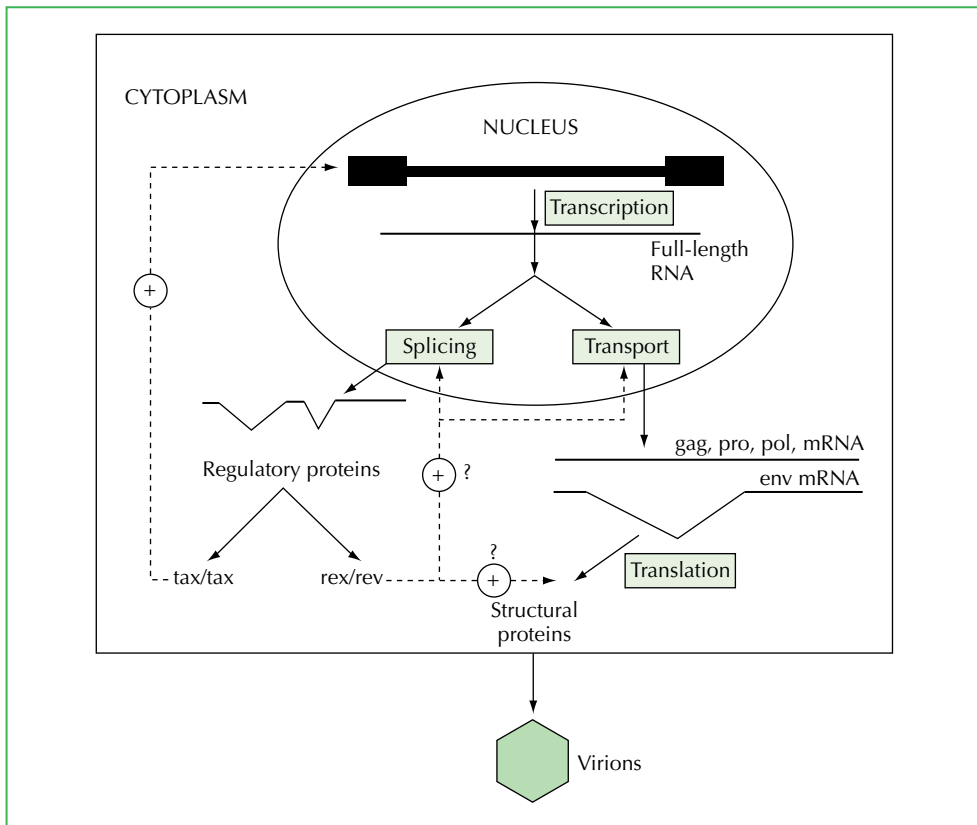 CYTOPLASM
NUCLEUS
Transcription
Full-length
RNA
Splicing
Transport
+
gag, pro, pol, mRNA
Regulatory proteins
+ ?
env mRNA
tax/tax
rex/rev
?
+
Translation
Structural
proteins
Virions